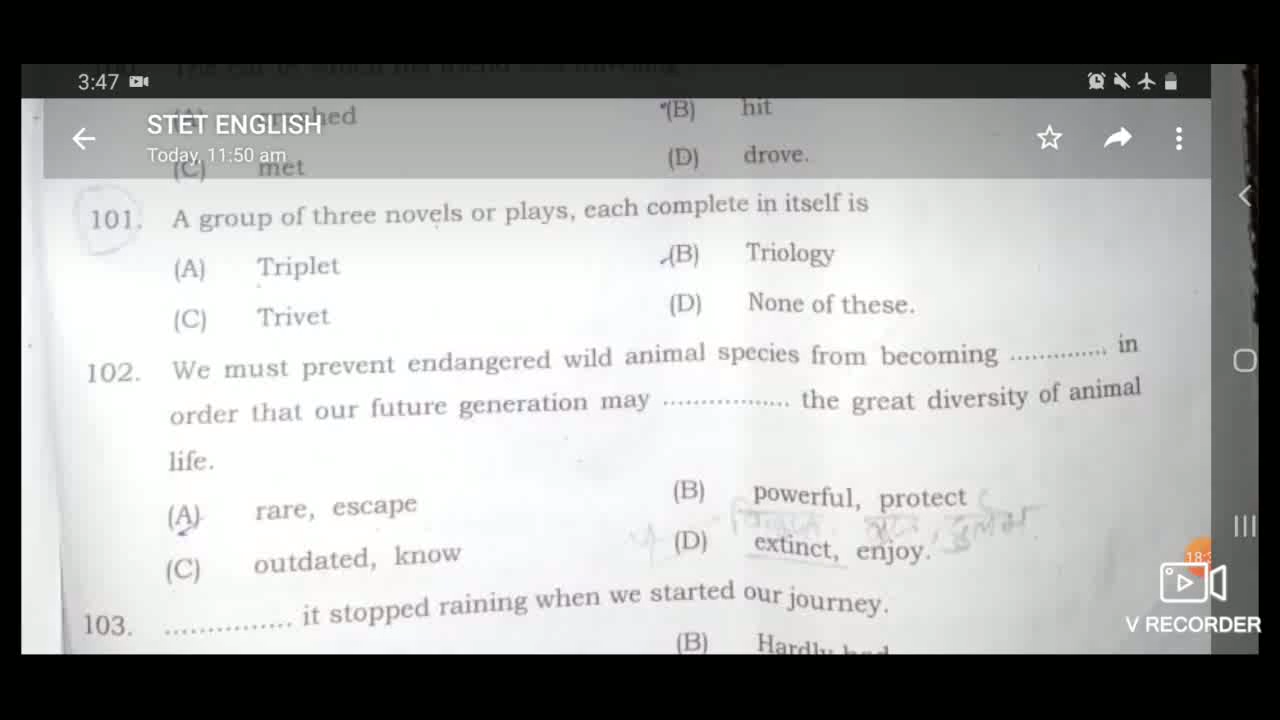 3:47
STET ENGLISH
Today, 11:50 am
(B) hit
(C) met
(D) drove.
101. A group of three novels or plays, each complete in itself is
(A) Triplet
(B) Triology
(C) Trivet
(D) None of these.
102. We must prevent endangered wild animal species from becoming .............. in
order that our future generation may ................. the great diversity of animal
life.
(A) rare, escape
(B) powerful, protect
(C) outdated, know
(D) extinct, enjoy.
103. ................ it stopped raining when we started our journey.
(B) Hardly had
V RECORDER